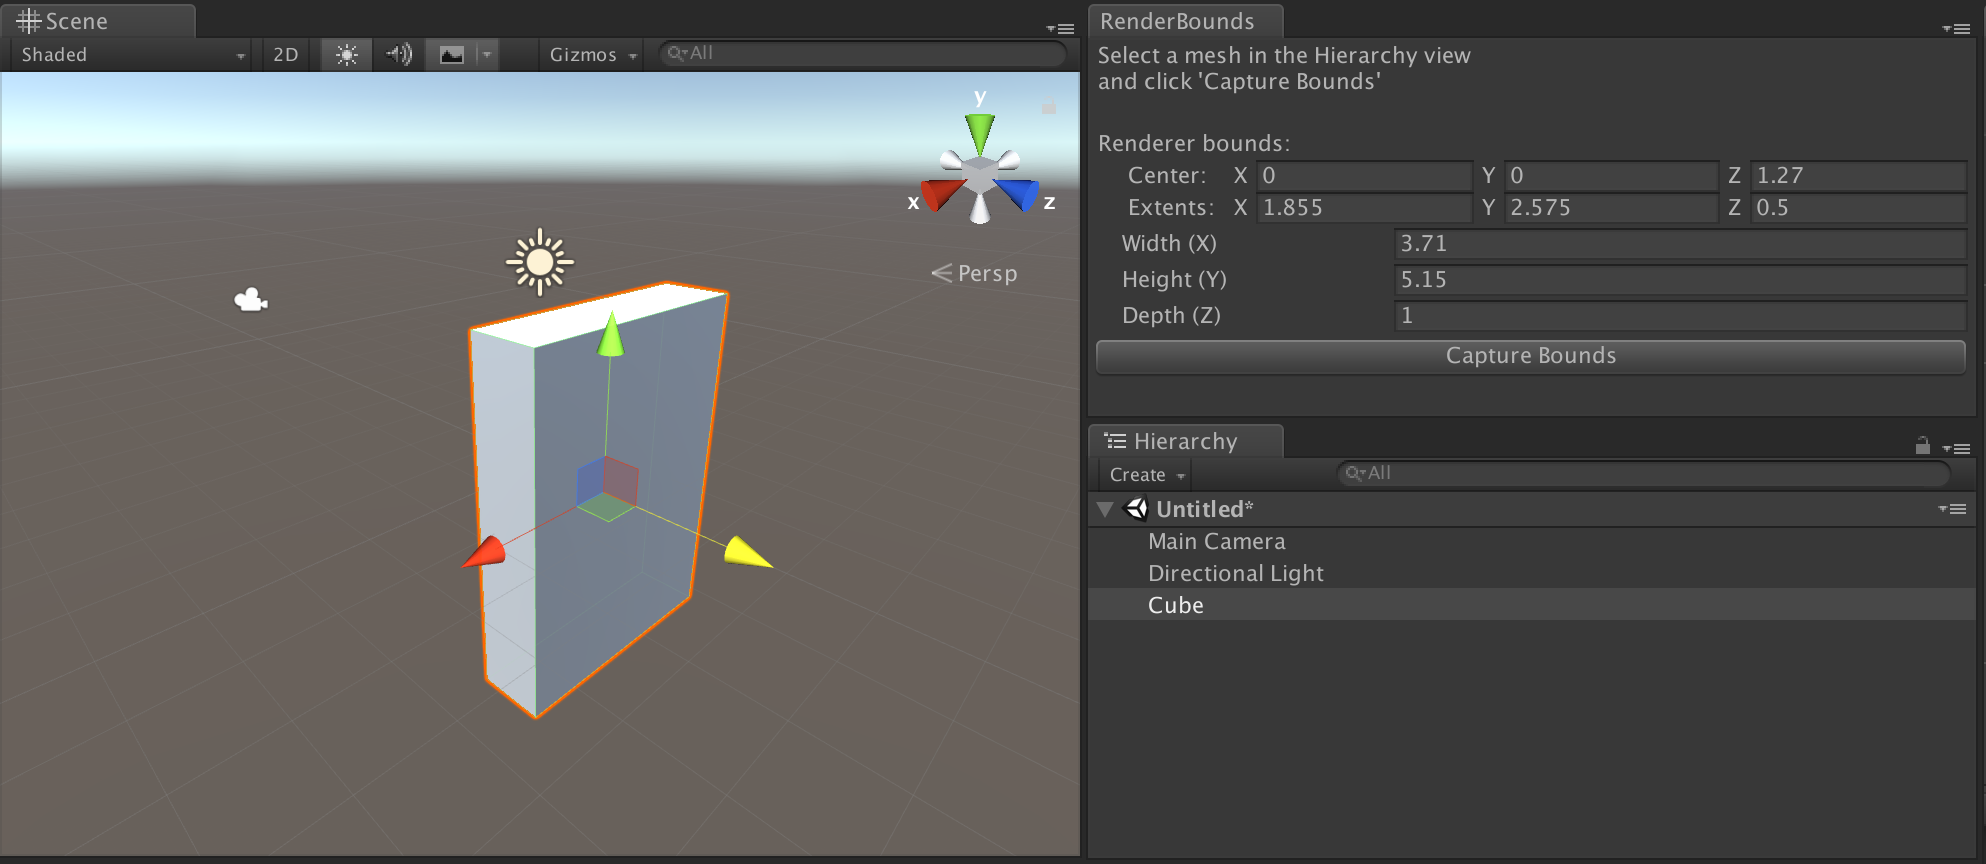 Scene
Shaded 2D Gizmos All
y
x z
Persp
RenderBounds
Select a mesh in the Hierarchy view
and click 'Capture Bounds'
Renderer bounds:
Center: X 0 Y 0 Z 1.27
Extents: X 1.855 Y 2.575 Z 0.5
Width (X) 3.71
Height (Y) 5.15
Depth (Z) 1
Capture Bounds
Hierarchy
Create All
Untitled*
Main Camera
Directional Light
Cube